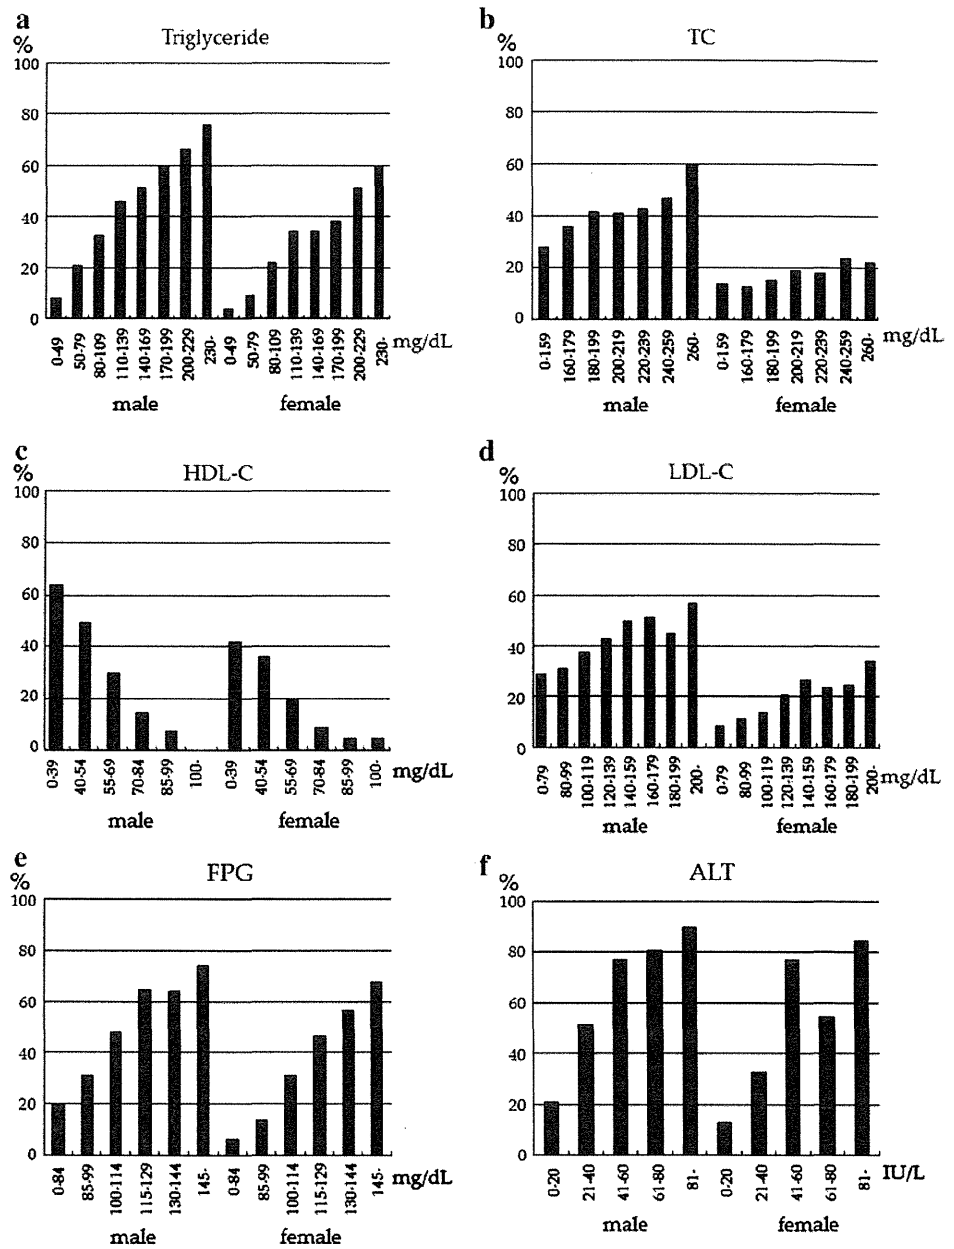 a
Triglyceride
%
100
80
60
40
20
0
0-49 50-79 80-109 110-139 140-169 170-199 200-229 230- 0-49 50-79 80-109 110-139 140-169 170-199 200-229 230- mg/dL
male female
b
TC
%
100
80
60
40
20
0
0-159 160-179 180-199 200-219 220-239 240-259 260- 0-159 160-179 180-199 200-219 220-239 240-259 260- mg/dL
male female
c
HDL-C
%
100
80
60
40
20
0
0-39 40-54 55-69 70-84 85-99 100- 0-39 40-54 55-69 70-84 85-99 100- mg/dL
male female
d
LDL-C
%
100
80
60
40
20
0
0-79 80-99 100-119 120-139 140-159 160-179 180-199 200- 0-79 80-99 100-119 120-139 140-159 160-179 180-199 200- mg/dL
male female
e
FPG
%
100
80
60
40
20
0
0-84 85-99 100-114 115-129 130-144 145- 0-84 85-99 100-114 115-129 130-144 145- mg/dL
male female
f
ALT
%
100
80
60
40
20
0
0-20 21-40 41-60 61-80 81- 0-20 21-40 41-60 61-80 81- IU/L
male female